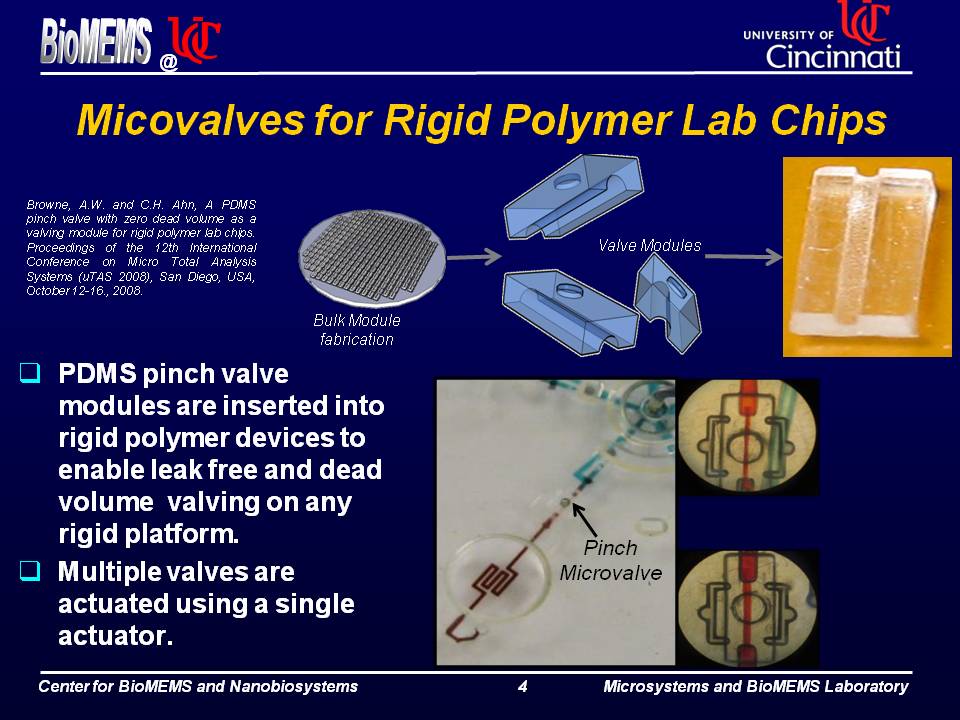 BioMEMS @ UC
UNIVERSITY OF
Cincinnati
Micovalves for Rigid Polymer Lab Chips
Browne, A.W. and C.H. Ahn, A PDMS
pinch valve with zero dead volume as a
valving module for rigid polymer lab chips.
Proceedings of the 12th International
Conference on Micro Total Analysis
Systems (uTAS 2008), San Diego, USA,
October 12-16., 2008.
Bulk Module
fabrication
Valve Modules
❑ PDMS pinch valve
modules are inserted into
rigid polymer devices to
enable leak free and dead
volume valving on any
rigid platform.
❑ Multiple valves are
actuated using a single
actuator.
Pinch
Microvalve
Center for BioMEMS and Nanobiosystems
4
Microsystems and BioMEMS Laboratory